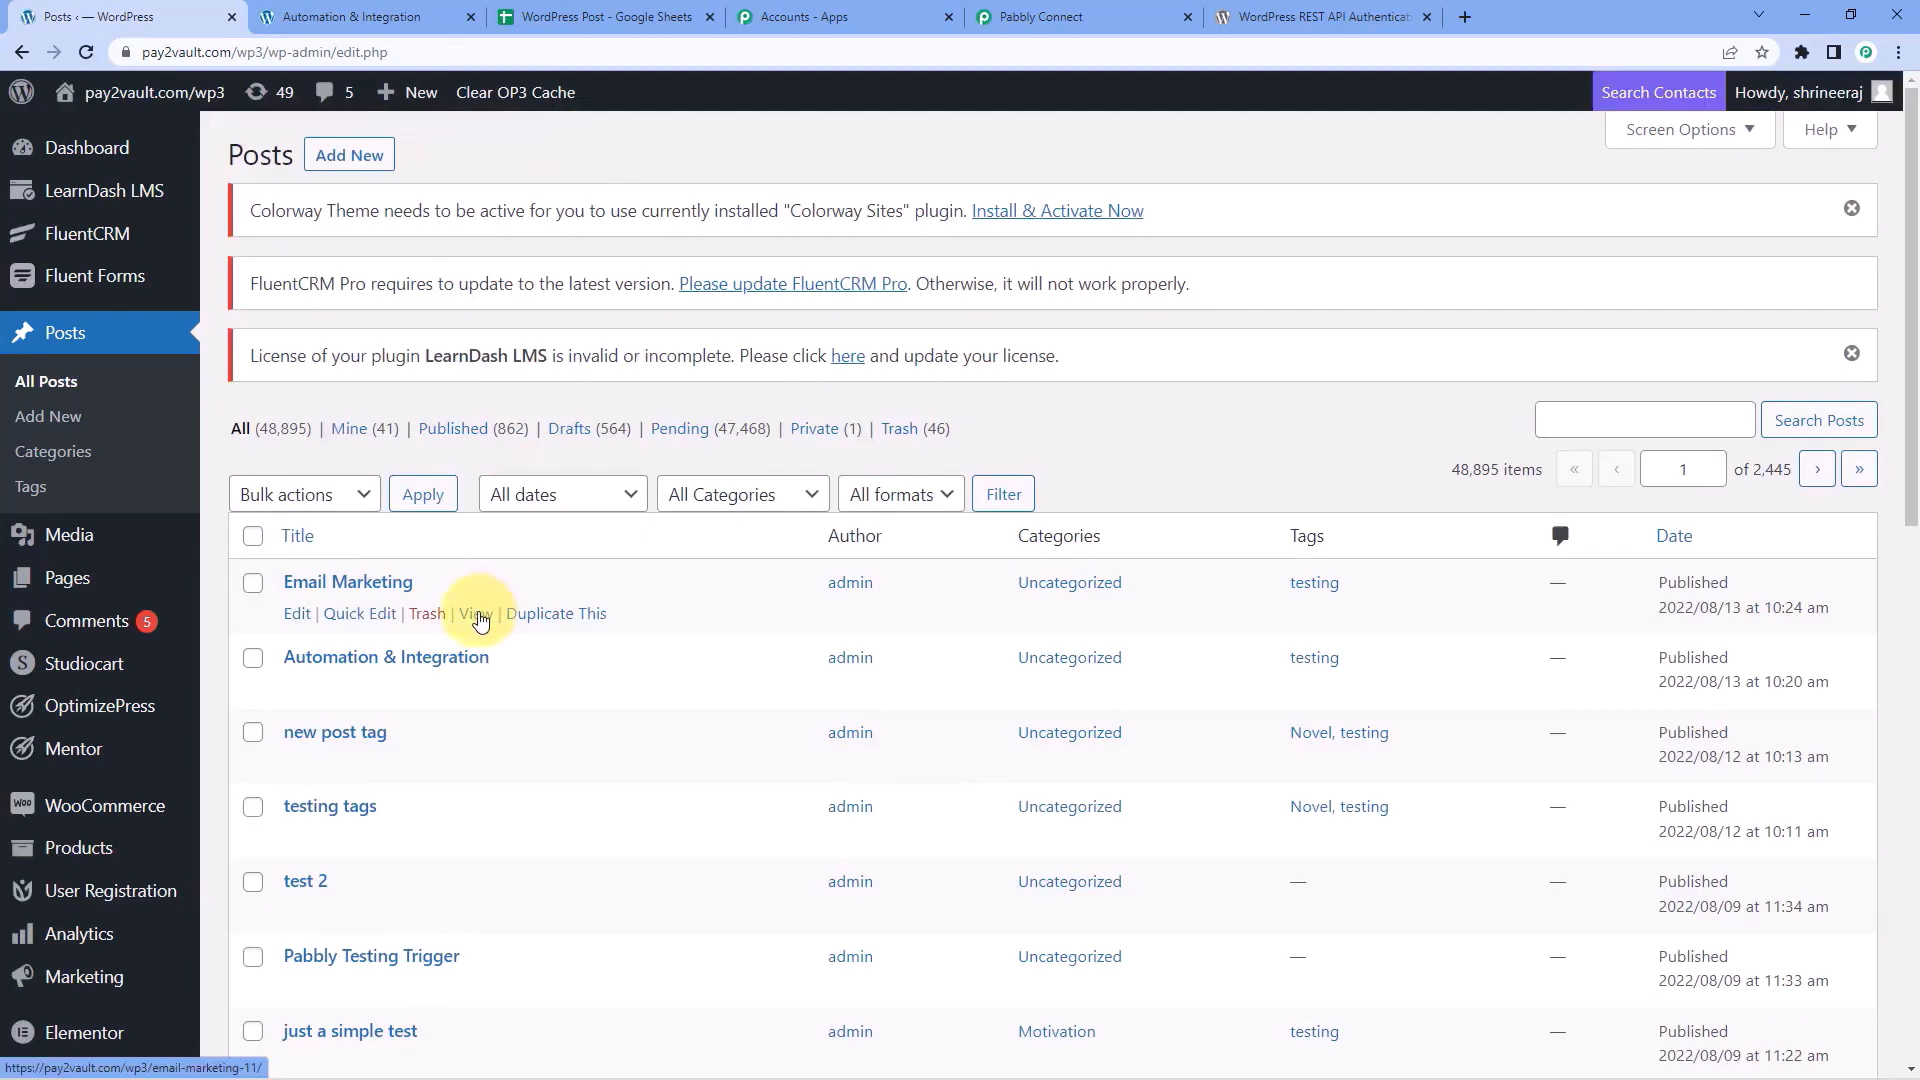 Posts ‹ — WordPress
Automation & Integration
WordPress Post - Google Sheets
Accounts - Apps
Pabbly Connect
WordPress REST API Authenticat
pay2vault.com/wp3/wp-admin/edit.php
pay2vault.com/wp3
49
5
New
Clear OP3 Cache
Search Contacts
Howdy, shrineeraj
Dashboard
LearnDash LMS
FluentCRM
Fluent Forms
Posts
All Posts
Add New
Categories
Tags
Media
Pages
Comments 5
Studiocart
OptimizePress
Mentor
WooCommerce
Products
User Registration
Analytics
Marketing
Elementor
Screen Options
Help
Posts Add New
Colorway Theme needs to be active for you to use currently installed "Colorway Sites" plugin. Install & Activate Now
FluentCRM Pro requires to update to the latest version. Please update FluentCRM Pro. Otherwise, it will not work properly.
License of your plugin LearnDash LMS is invalid or incomplete. Please click here and update your license.
All (48,895) | Mine (41) | Published (862) | Drafts (564) | Pending (47,468) | Private (1) | Trash (46)
Search Posts
Bulk actions Apply All dates All Categories All formats Filter
48,895 items « ‹ 1 of 2,445 › »
Title Author Categories Tags Date
Email Marketing admin Uncategorized testing — Published
2022/08/13 at 10:24 am
Edit | Quick Edit | Trash | View | Duplicate This
Automation & Integration admin Uncategorized testing — Published
2022/08/13 at 10:20 am
new post tag admin Uncategorized Novel, testing — Published
2022/08/12 at 10:13 am
testing tags admin Uncategorized Novel, testing — Published
2022/08/12 at 10:11 am
test 2 admin Uncategorized — — Published
2022/08/09 at 11:34 am
Pabbly Testing Trigger admin Uncategorized — — Published
2022/08/09 at 11:33 am
just a simple test admin Motivation testing — Published
2022/08/09 at 11:22 am
https://pay2vault.com/wp3/email-marketing-11/